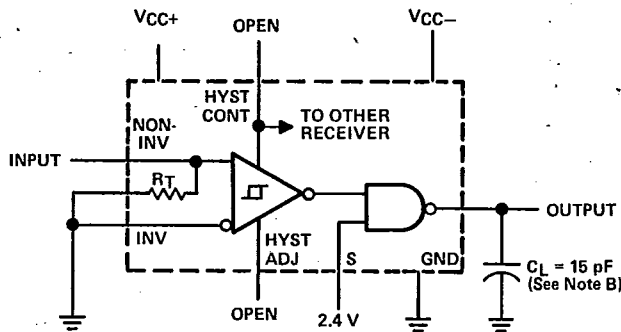 VCC+
OPEN
VCC−
HYST
CONT
TO OTHER
RECEIVER
NON-
INV
INPUT
RT
INV
HYST
ADJ
S
GND
OUTPUT
CL = 15 pF
(See Note B)
OPEN
2.4 V